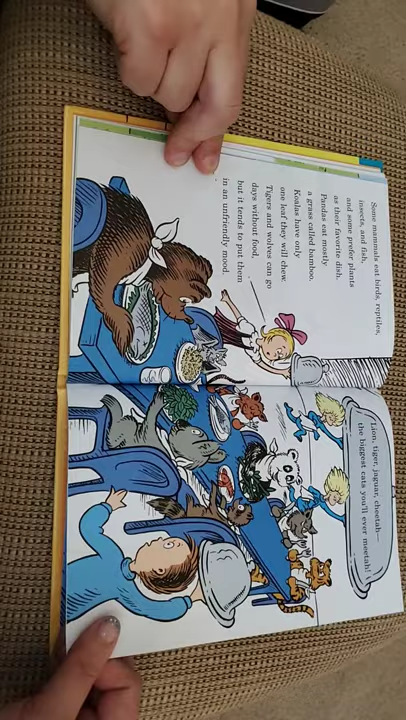 Some mammals eat birds, reptiles,
insects, and fish,
and some prefer plants
as their favorite dish.
Pandas eat mostly
a grass called bamboo.
Koalas have only
one leaf they will chew.
Tigers and wolves can go
days without food,
but it tends to put them
in an unfriendly mood.
"Lion, tiger, jaguar, cheetah—
the biggest cats you'll ever meetah!